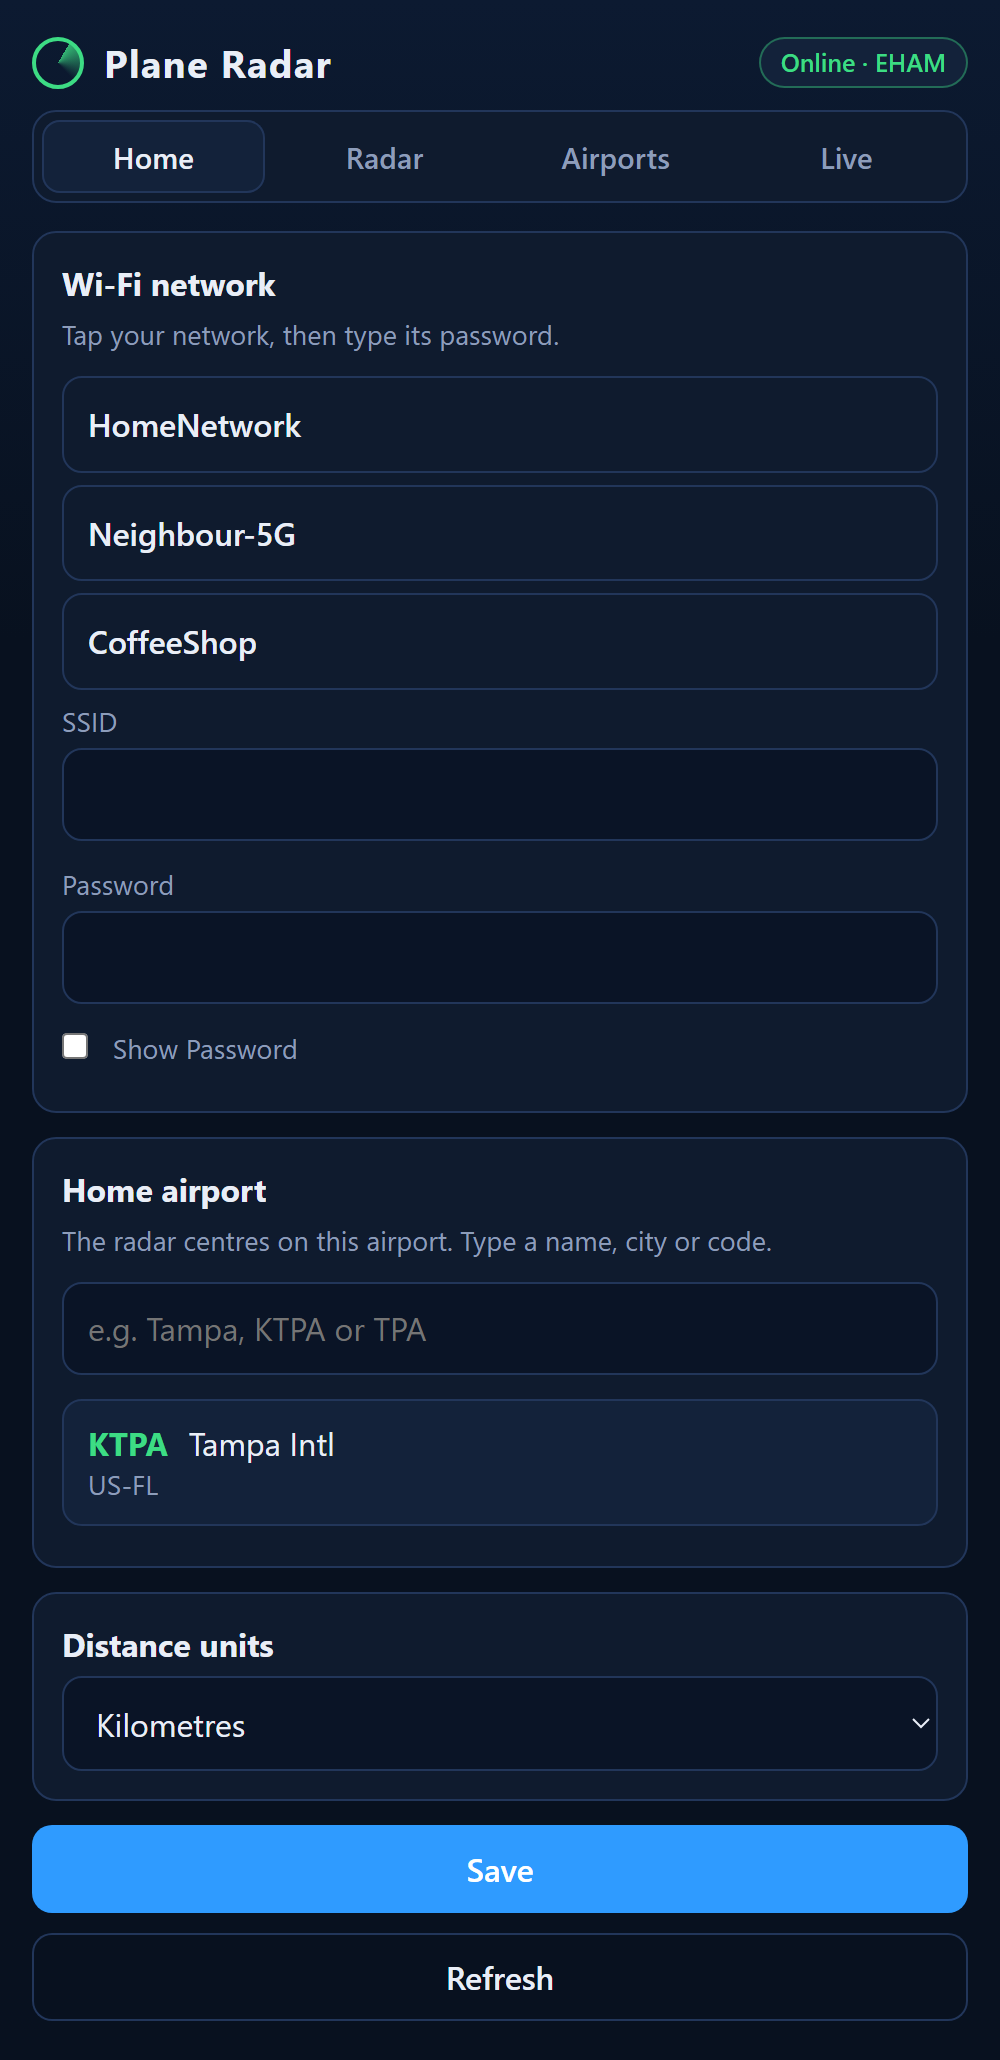 Plane Radar
Online · EHAM
Home
Radar
Airports
Live
Wi-Fi network
Tap your network, then type its password.
HomeNetwork
Neighbour-5G
CoffeeShop
SSID
Password
Show Password
Home airport
The radar centres on this airport. Type a name, city or code.
e.g. Tampa, KTPA or TPA
KTPA Tampa Intl
US-FL
Distance units
Kilometres
Save
Refresh